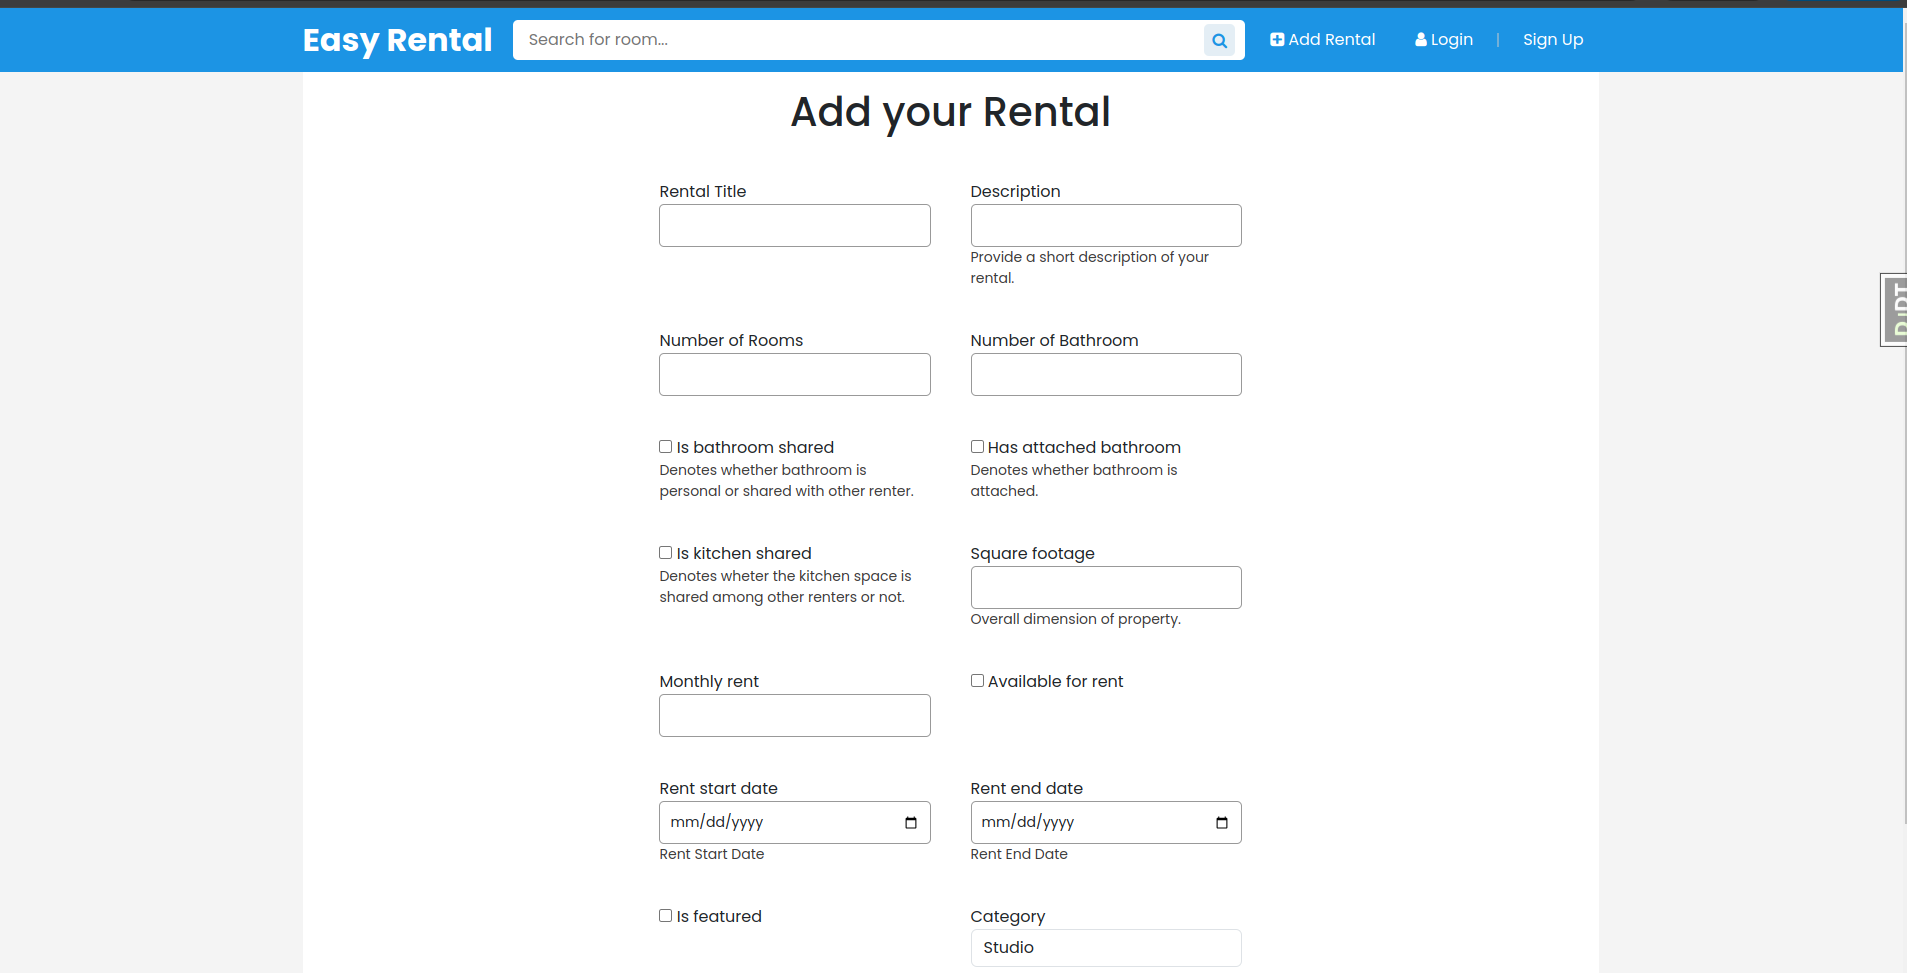 Easy Rental
Search for room...
Add Rental
Login
|
Sign Up
Add your Rental
Rental Title
Description
Provide a short description of your
rental.
Number of Rooms
Number of Bathroom
Is bathroom shared
Denotes whether bathroom is
personal or shared with other renter.
Has attached bathroom
Denotes whether bathroom is
attached.
Is kitchen shared
Denotes wheter the kitchen space is
shared among other renters or not.
Square footage
Overall dimension of property.
Monthly rent
Available for rent
Rent start date
mm/dd/yyyy
Rent Start Date
Rent end date
mm/dd/yyyy
Rent End Date
Is featured
Category
Studio
DJDT